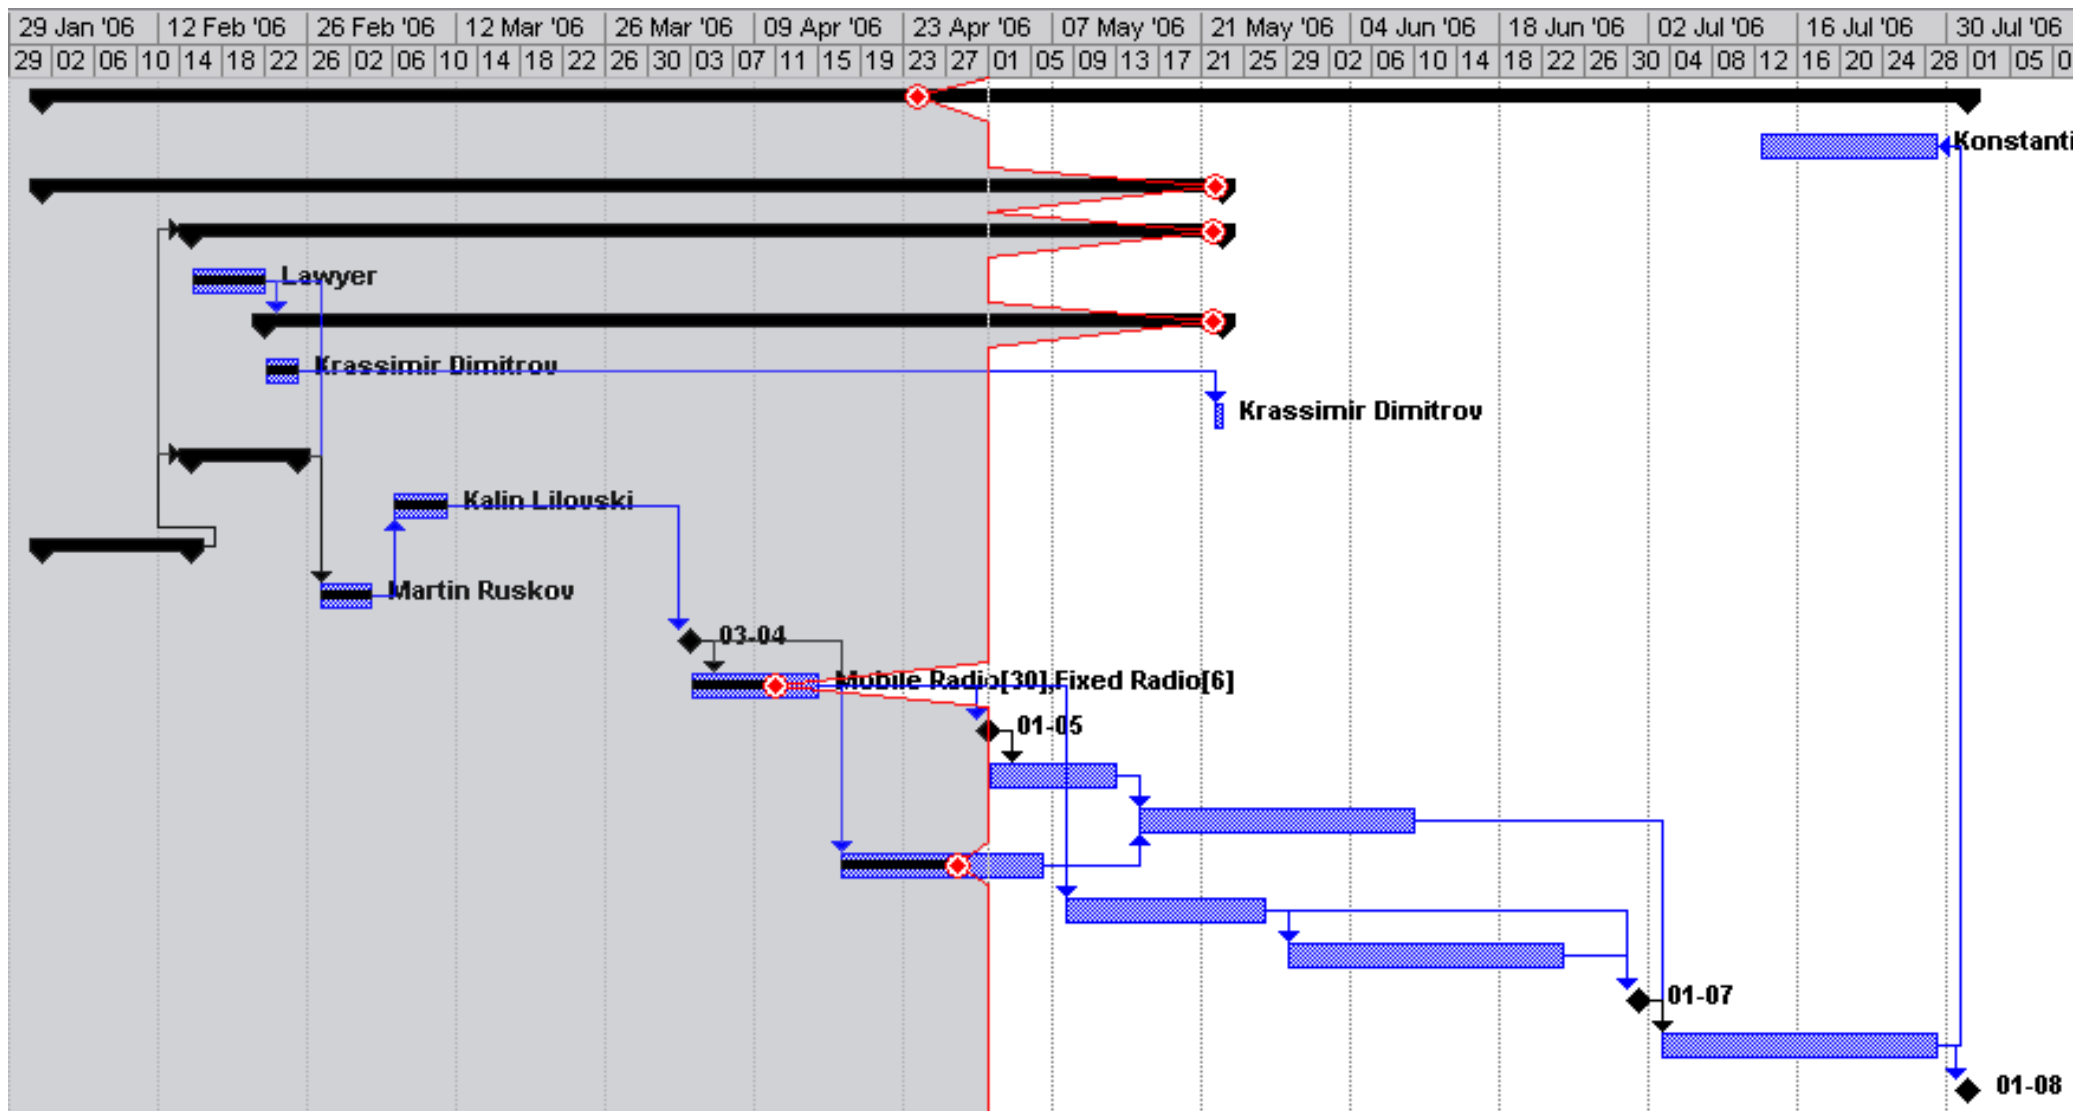 29 Jan '06 12 Feb '06 26 Feb '06 12 Mar '06 26 Mar '06 09 Apr '06 23 Apr '06 07 May '06 21 May '06 04 Jun '06 18 Jun '06 02 Jul '06 16 Jul '06 30 Jul '06
29 02 06 10 14 18 22 26 02 06 10 14 18 22 26 30 03 07 11 15 19 23 27 01 05 09 13 17 21 25 29 02 06 10 14 18 22 26 30 04 08 12 16 20 24 28 01 05 0
Konstanti
Lawyer
Krassimir Dimitrov
Krassimir Dimitrov
Kalin Lilovski
Martin Ruskov
03-04
Mobile Radio[30],Fixed Radio[6]
01-05
01-07
01-08